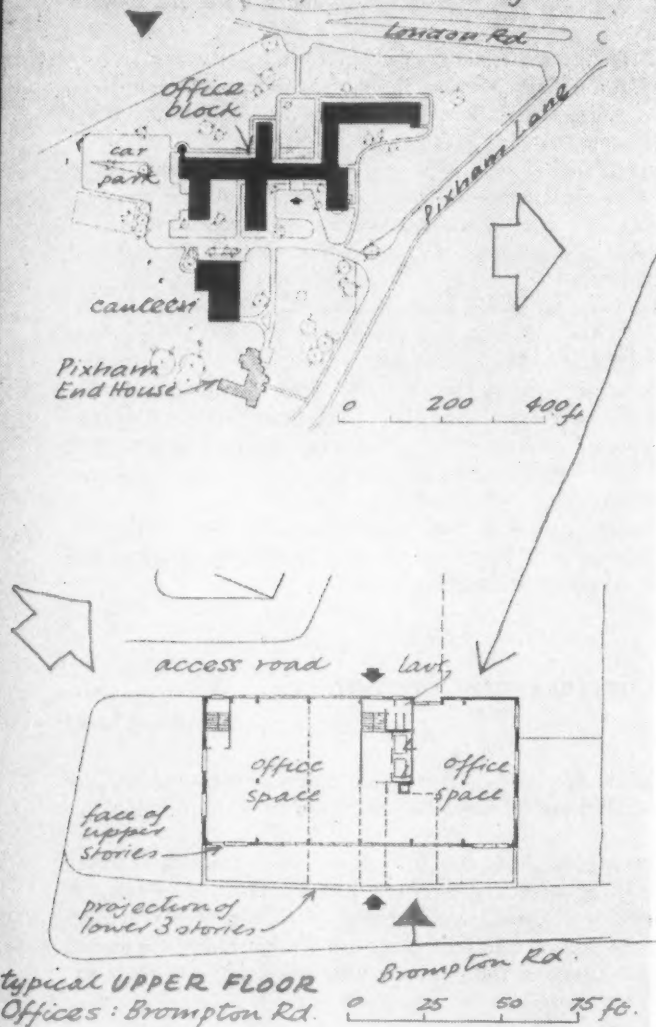 London Rd
office
block
car
park
Pixham Lane
canteen
Pixham
End House
0 200 400 ft
access road
lavs
office
space
office
space
face of
upper
stories
projection of
lower 3 stories
Brompton Rd.
typical UPPER FLOOR
Offices: Brompton Rd.
0 25 50 75 ft.